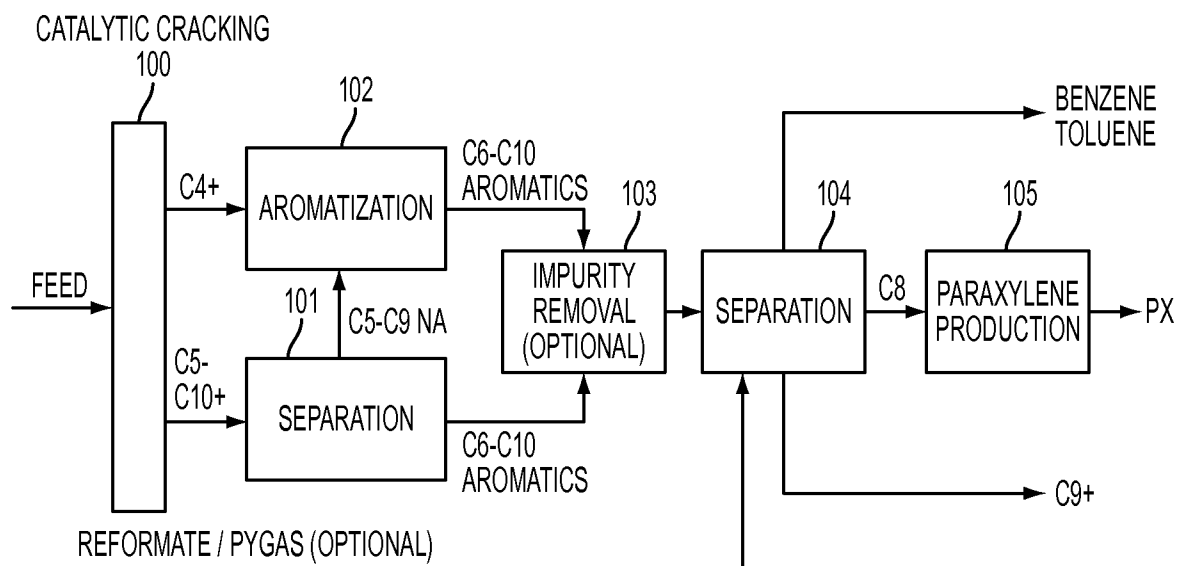 CATALYTIC CRACKING
100
FEED
C4+
C5-
C10+
102
AROMATIZATION
C5-C9 NA
101
SEPARATION
C6-C10
AROMATICS
C6-C10
AROMATICS
103
IMPURITY
REMOVAL
(OPTIONAL)
104
SEPARATION
C8
105
PARAXYLENE
PRODUCTION
PX
BENZENE
TOLUENE
C9+
REFORMATE / PYGAS (OPTIONAL)